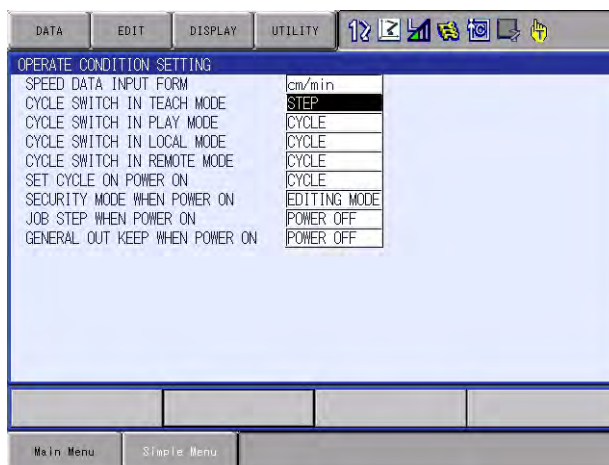 DATA EDIT DISPLAY UTILITY
OPERATE CONDITION SETTING
SPEED DATA INPUT FORM cm/min
CYCLE SWITCH IN TEACH MODE STEP
CYCLE SWITCH IN PLAY MODE CYCLE
CYCLE SWITCH IN LOCAL MODE CYCLE
CYCLE SWITCH IN REMOTE MODE CYCLE
SET CYCLE ON POWER ON CYCLE
SECURITY MODE WHEN POWER ON EDITING MODE
JOB STEP WHEN POWER ON POWER OFF
GENERAL OUT KEEP WHEN POWER ON POWER OFF
Main Menu Simple Menu